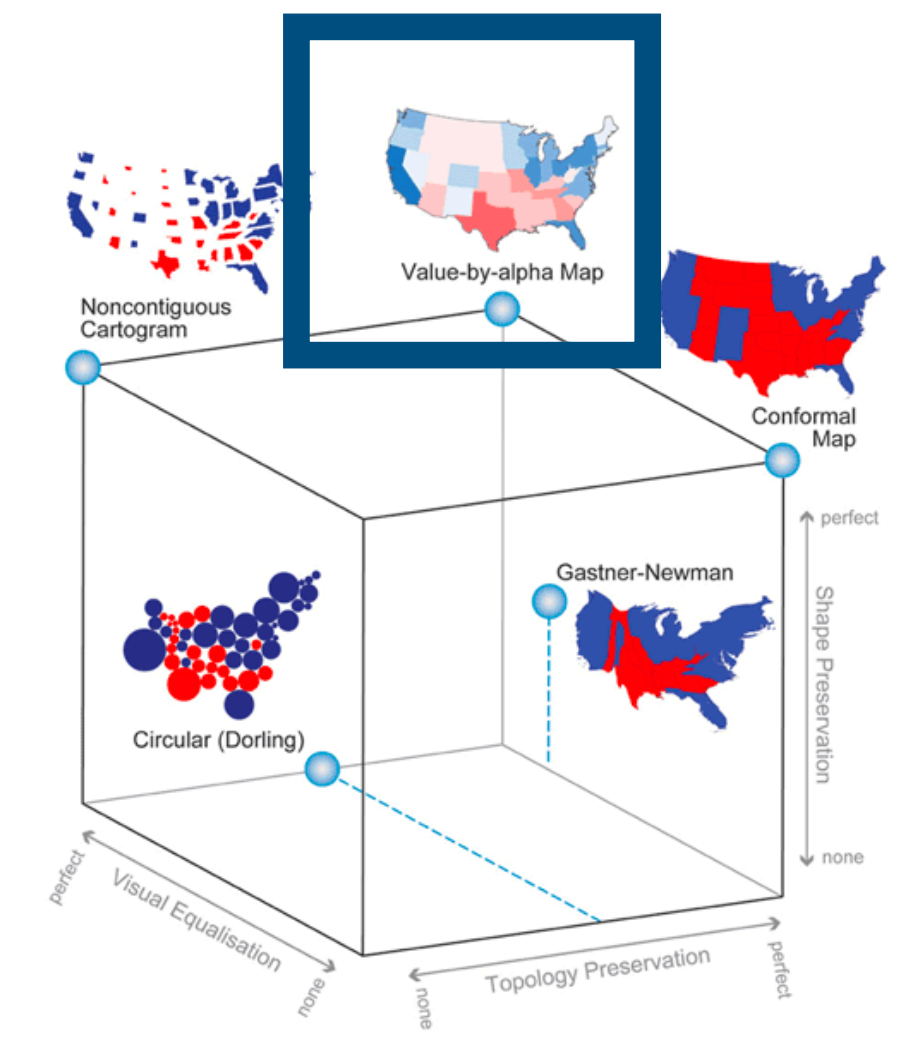 Value-by-alpha Map
Noncontiguous
Cartogram
Conformal
Map
perfect
Shape Preservation
none
Gastner-Newman
Circular (Dorling)
perfect
Visual Equalisation
none
none
Topology Preservation
perfect